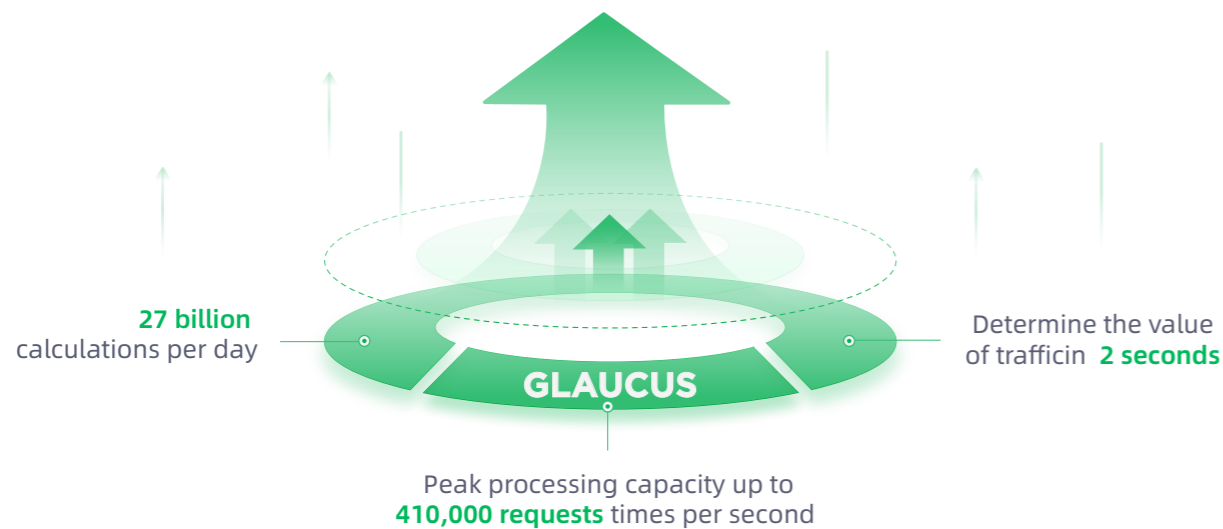 27 billion
calculations per day
GLAUCUS
Determine the value
of trafficin 2 seconds
Peak processing capacity up to
410,000 requests times per second